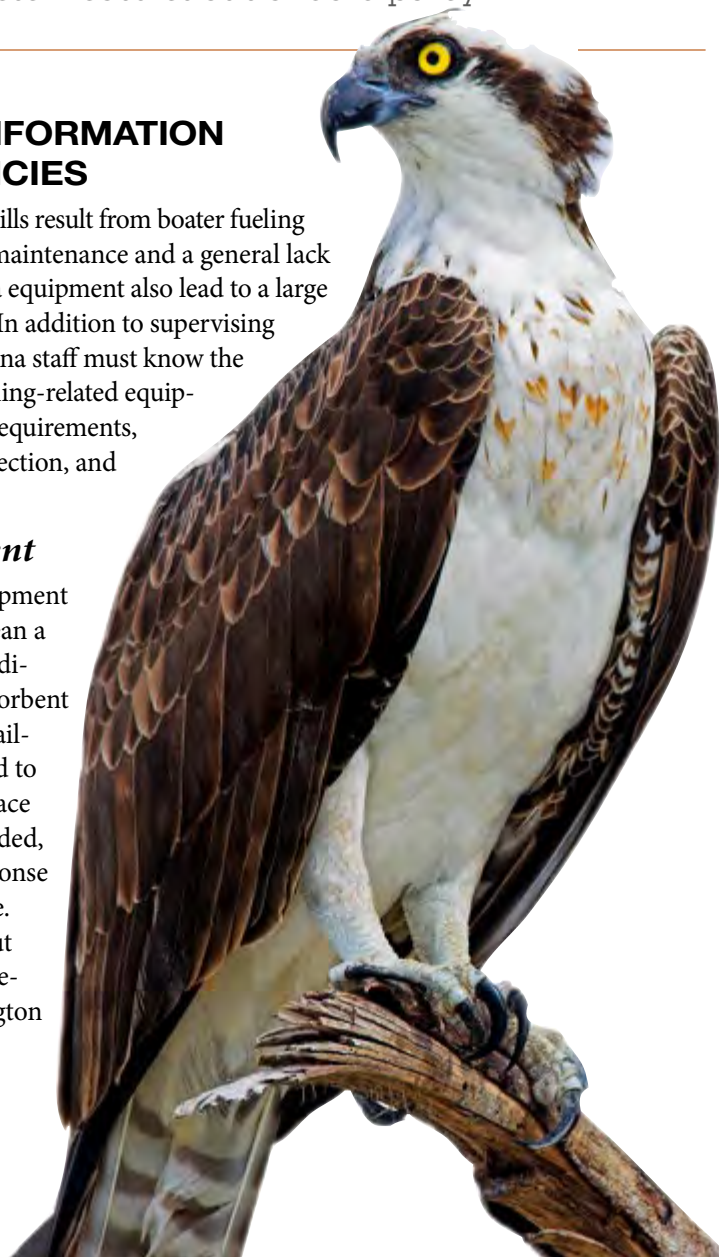 NFORMATION
CIES
ills result from boater fueling
maintenance and a general lack
equipment also lead to a large
In addition to supervising
na staff must know the
ing-related equip-
equirements,
ection, and
nt
pment
an a
di-
orbent
ail-
d to
ace
ded,
onse
e.
ut
e-
gton